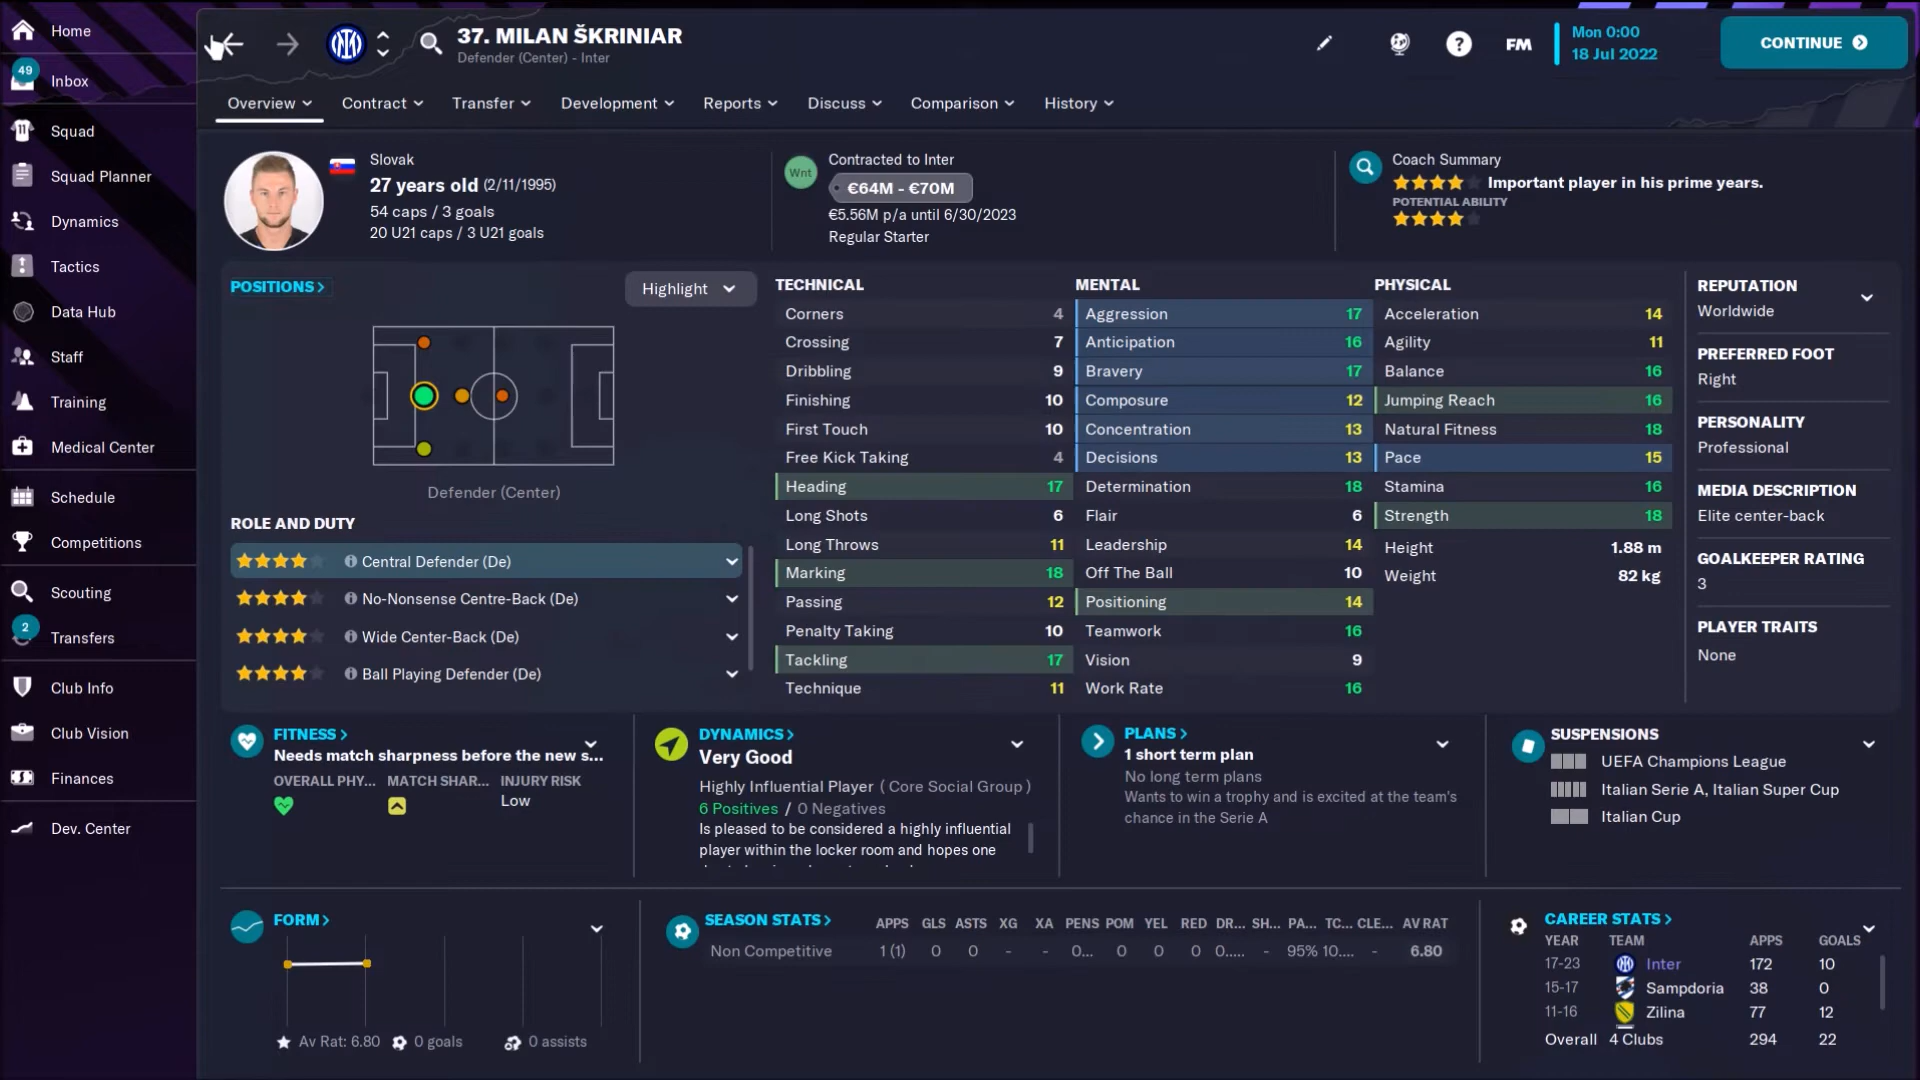 Home
49
Inbox
Squad
Squad Planner
Dynamics
Tactics
Data Hub
Staff
Training
Medical Center
Schedule
Competitions
Scouting
2
Transfers
Club Info
Club Vision
Finances
Dev. Center
37. MILAN ŠKRINIAR
Defender (Center) - Inter
FM
Mon 0:00
18 Jul 2022
CONTINUE
Overview Contract Transfer Development Reports Discuss Comparison History
Slovak
27 years old (2/11/1995)
54 caps / 3 goals
20 U21 caps / 3 U21 goals
Wnt
Contracted to Inter
€64M - €70M
€5.56M p/a until 6/30/2023
Regular Starter
Coach Summary
Important player in his prime years.
POTENTIAL ABILITY
POSITIONS
Highlight
Defender (Center)
ROLE AND DUTY
Central Defender (De)
No-Nonsense Centre-Back (De)
Wide Center-Back (De)
Ball Playing Defender (De)
TECHNICAL
Corners 4
Crossing 7
Dribbling 9
Finishing 10
First Touch 10
Free Kick Taking 4
Heading 17
Long Shots 6
Long Throws 11
Marking 18
Passing 12
Penalty Taking 10
Tackling 17
Technique 11
MENTAL
Aggression 17
Anticipation 16
Bravery 17
Composure 12
Concentration 13
Decisions 13
Determination 18
Flair 6
Leadership 14
Off The Ball 10
Positioning 14
Teamwork 16
Vision 9
Work Rate 16
PHYSICAL
Acceleration 14
Agility 11
Balance 16
Jumping Reach 16
Natural Fitness 18
Pace 15
Stamina 16
Strength 18
Height 1.88 m
Weight 82 kg
REPUTATION
Worldwide
PREFERRED FOOT
Right
PERSONALITY
Professional
MEDIA DESCRIPTION
Elite center-back
GOALKEEPER RATING
3
PLAYER TRAITS
None
FITNESS
Needs match sharpness before the new s...
OVERALL PHY... MATCH SHAR... INJURY RISK
Low
DYNAMICS
Very Good
Highly Influential Player ( Core Social Group )
6 Positives / 0 Negatives
Is pleased to be considered a highly influential
player within the locker room and hopes one
PLANS
1 short term plan
No long term plans
Wants to win a trophy and is excited at the team's
chance in the Serie A
SUSPENSIONS
UEFA Champions League
Italian Serie A, Italian Super Cup
Italian Cup
FORM
Av Rat: 6.80 0 goals 0 assists
SEASON STATS APPS GLS ASTS XG XA PENS POM YEL RED DR... SH... PA... TC... CLE... AV RAT
Non Competitive 1 (1) 0 0 - - 0... 0 0 0 0.... - 95% 10.... - 6.80
CAREER STATS
YEAR TEAM APPS GOALS
17-23 Inter 172 10
15-17 Sampdoria 38 0
11-16 Zilina 77 12
Overall 4 Clubs 294 22